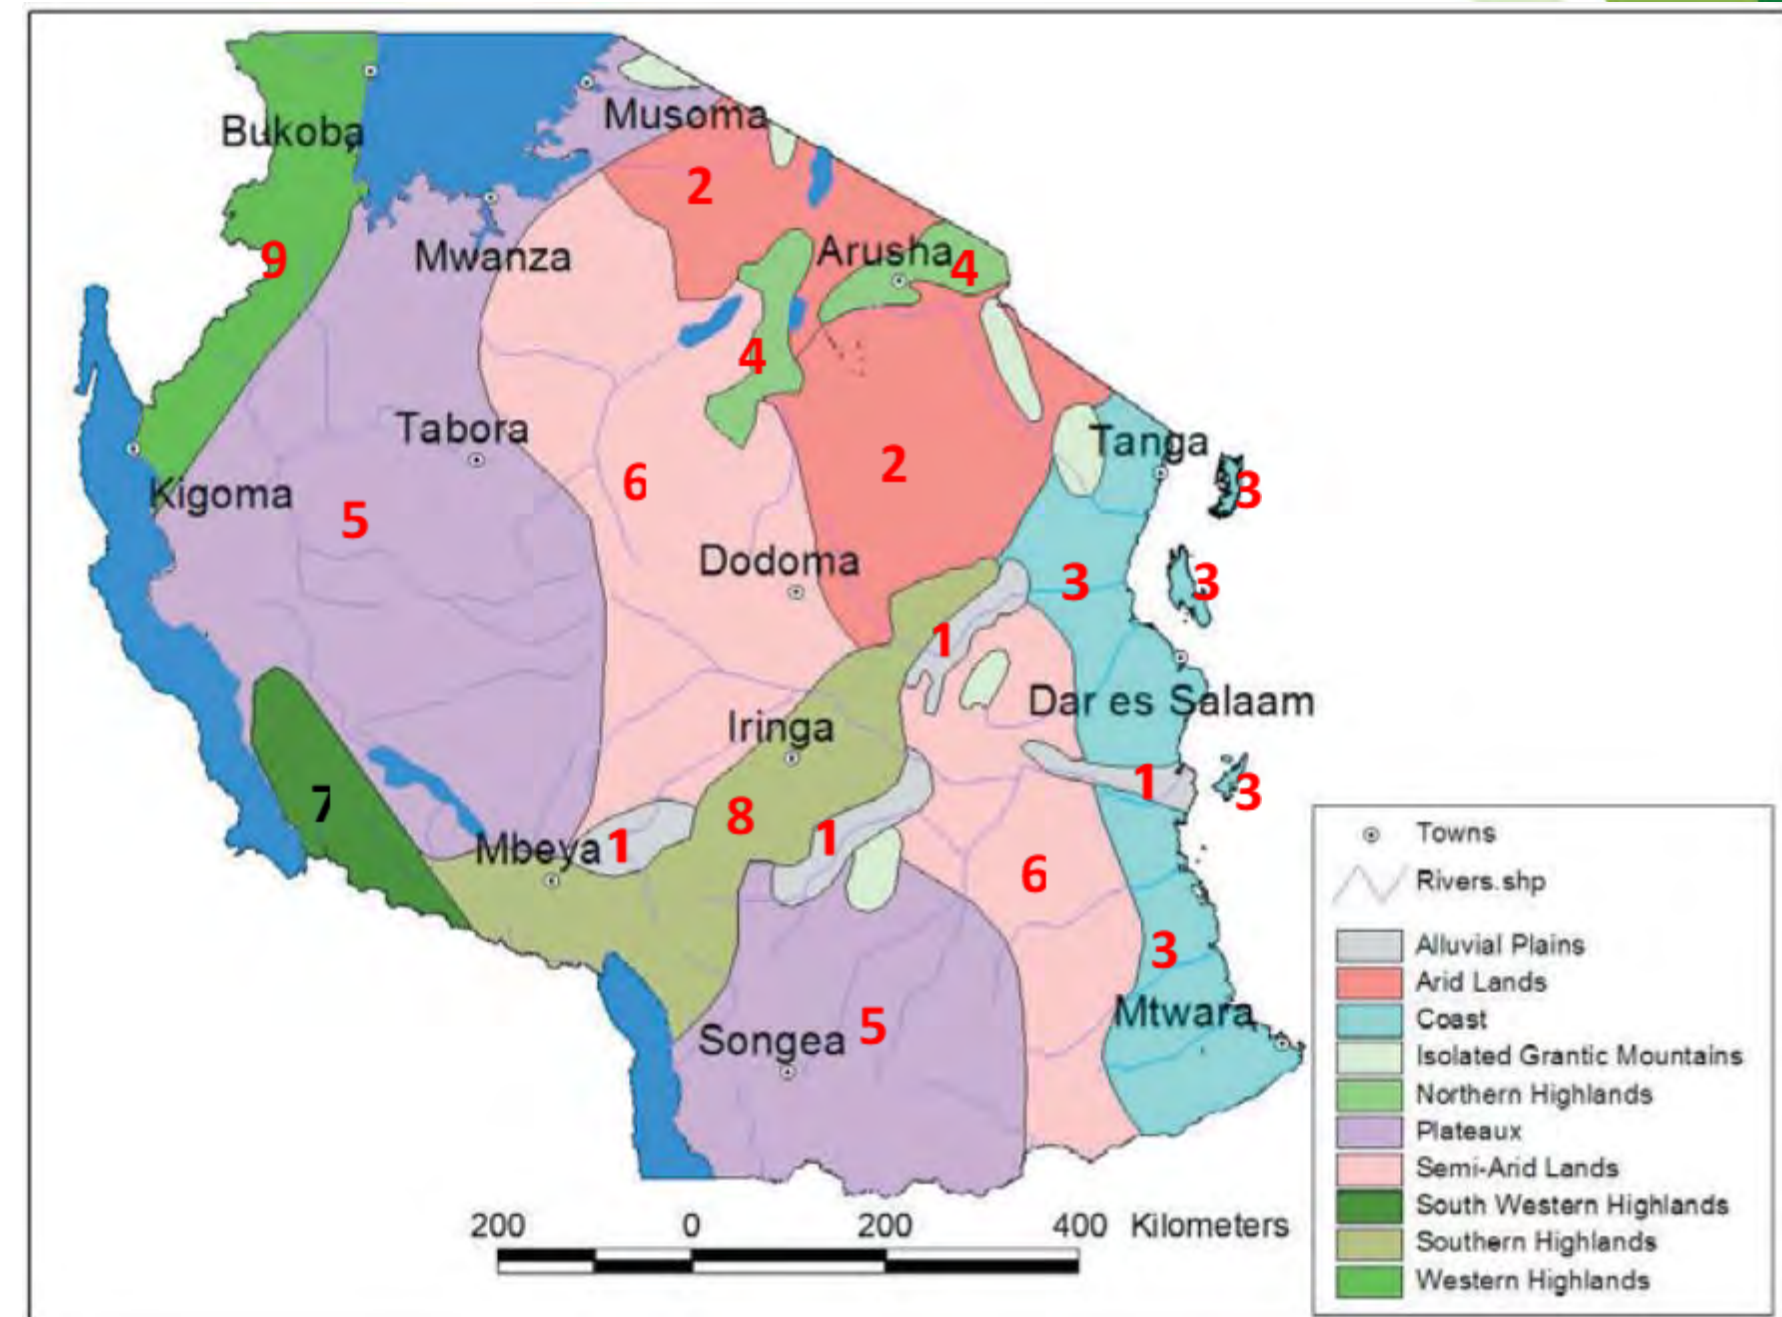 Bukoba
Musoma
2
9
Mwanza
Arusha
4
4
Tabora
Tanga
2
6
3
Kigoma
5
Dodoma
3
3
1
Dar es Salaam
Iringa
7
1
3
8
Mbeya
1
1
6
3
Mtwara
5
Songea
200 0 200 400 Kilometers
Towns
Rivers.shp
Alluvial Plains
Arid Lands
Coast
Isolated Grantic Mountains
Northern Highlands
Plateaux
Semi-Arid Lands
South Western Highlands
Southern Highlands
Western Highlands